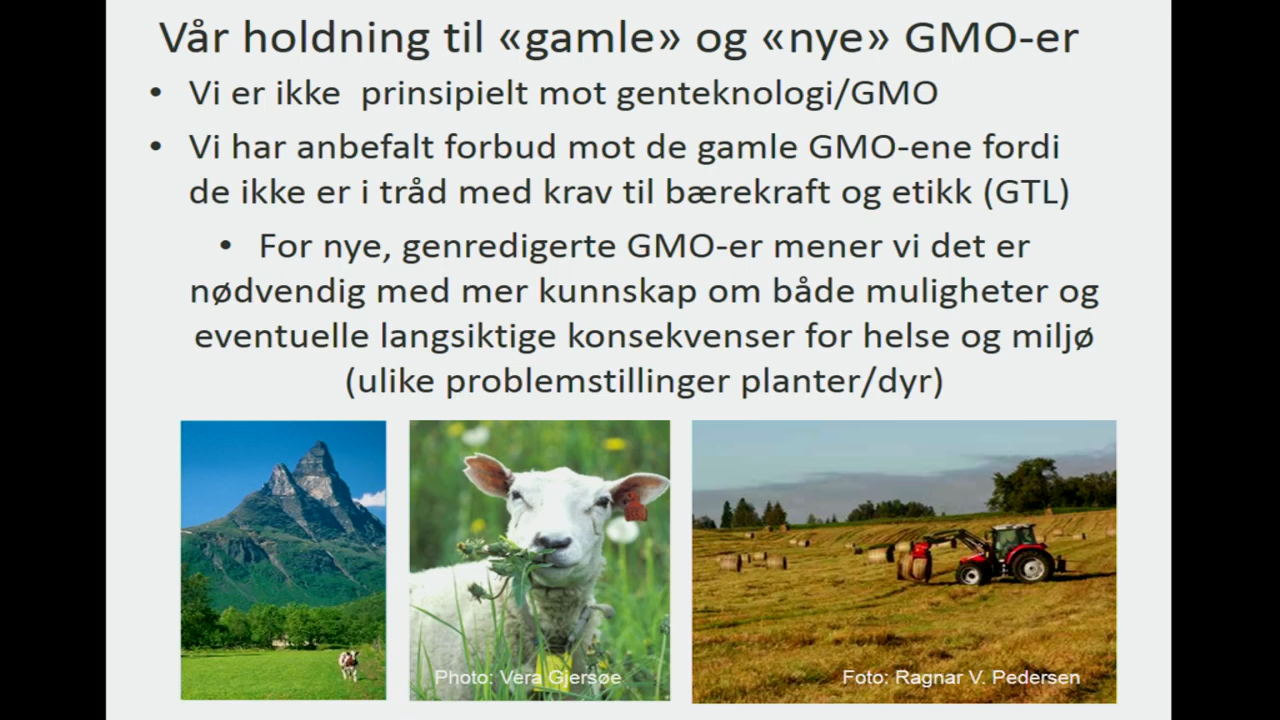 Vår holdning til «gamle» og «nye» GMO-er
• Vi er ikke prinsipielt mot genteknologi/GMO
• Vi har anbefalt forbud mot de gamle GMO-ene fordi
de ikke er i tråd med krav til bærekraft og etikk (GTL)
• For nye, genredigerte GMO-er mener vi det er
nødvendig med mer kunnskap om både muligheter og
eventuelle langsiktige konsekvenser for helse og miljø
(ulike problemstillinger planter/dyr)
Photo: Vera Gjersøe
Foto: Ragnar V. Pedersen